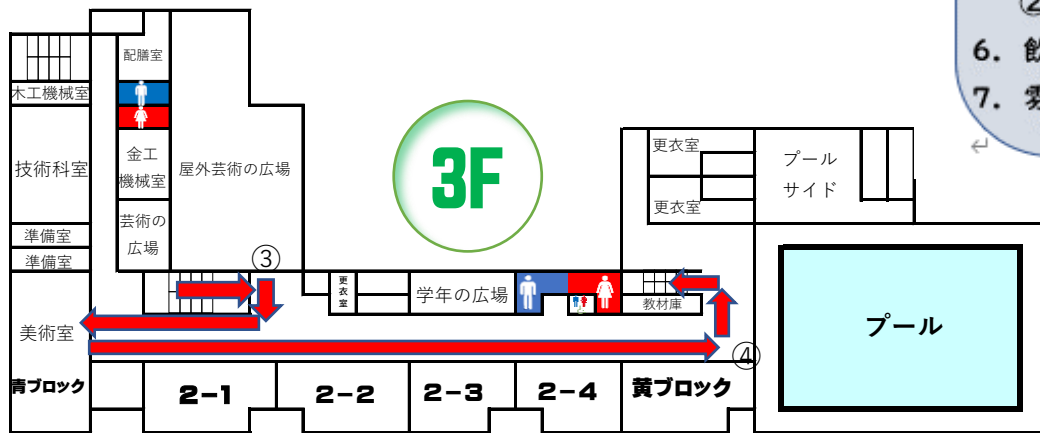 ②
6. 飲
7. 雰
配膳室
木工機械室
技術科室
金工
機械室
屋外芸術の広場
芸術の
広場
準備室
準備室
3F
更衣室
更衣室
プール
サイド
③
更衣室
学年の広場
教材庫
美術室
プール
④
青ブロック
2-1
2-2
2-3
2-4
黄ブロック